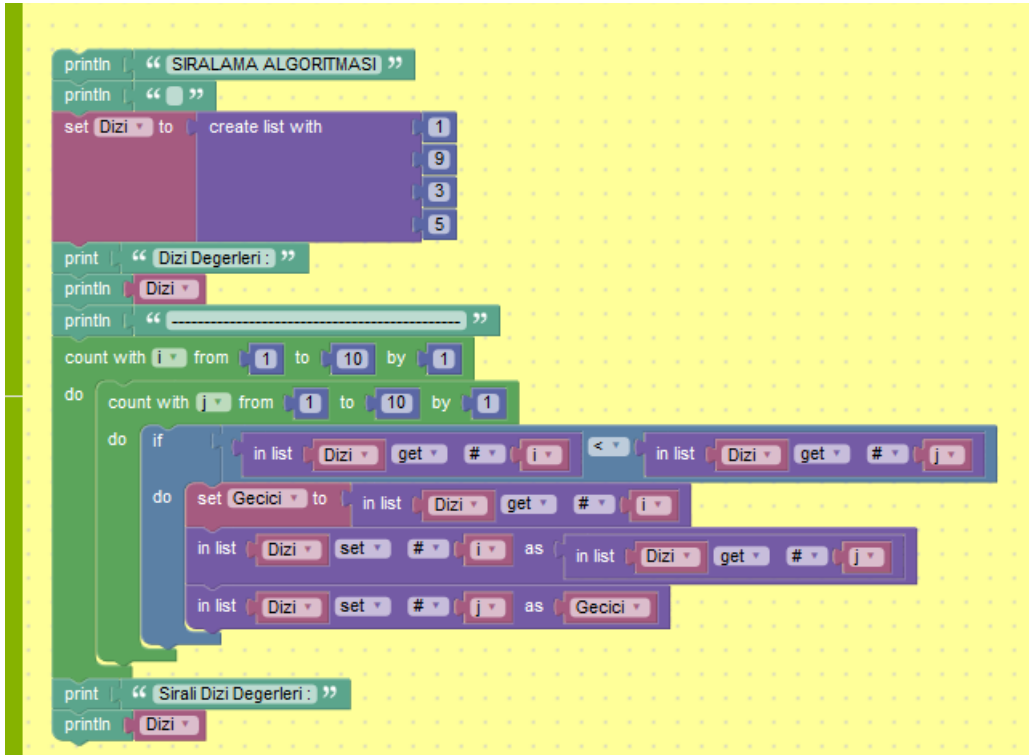 println “ SIRALAMA ALGORITMASI ”
println “ ”
set Dizi to create list with 1
9
3
5
print “ Dizi Degerleri : ”
println Dizi
println “ --------------------------------------------- ”
count with i from 1 to 10 by 1
do count with j from 1 to 10 by 1
do if in list Dizi get # i < in list Dizi get # j
do set Gecici to in list Dizi get # i
in list Dizi set # i as in list Dizi get # j
in list Dizi set # j as Gecici
print “ Sirali Dizi Degerleri : ”
println Dizi